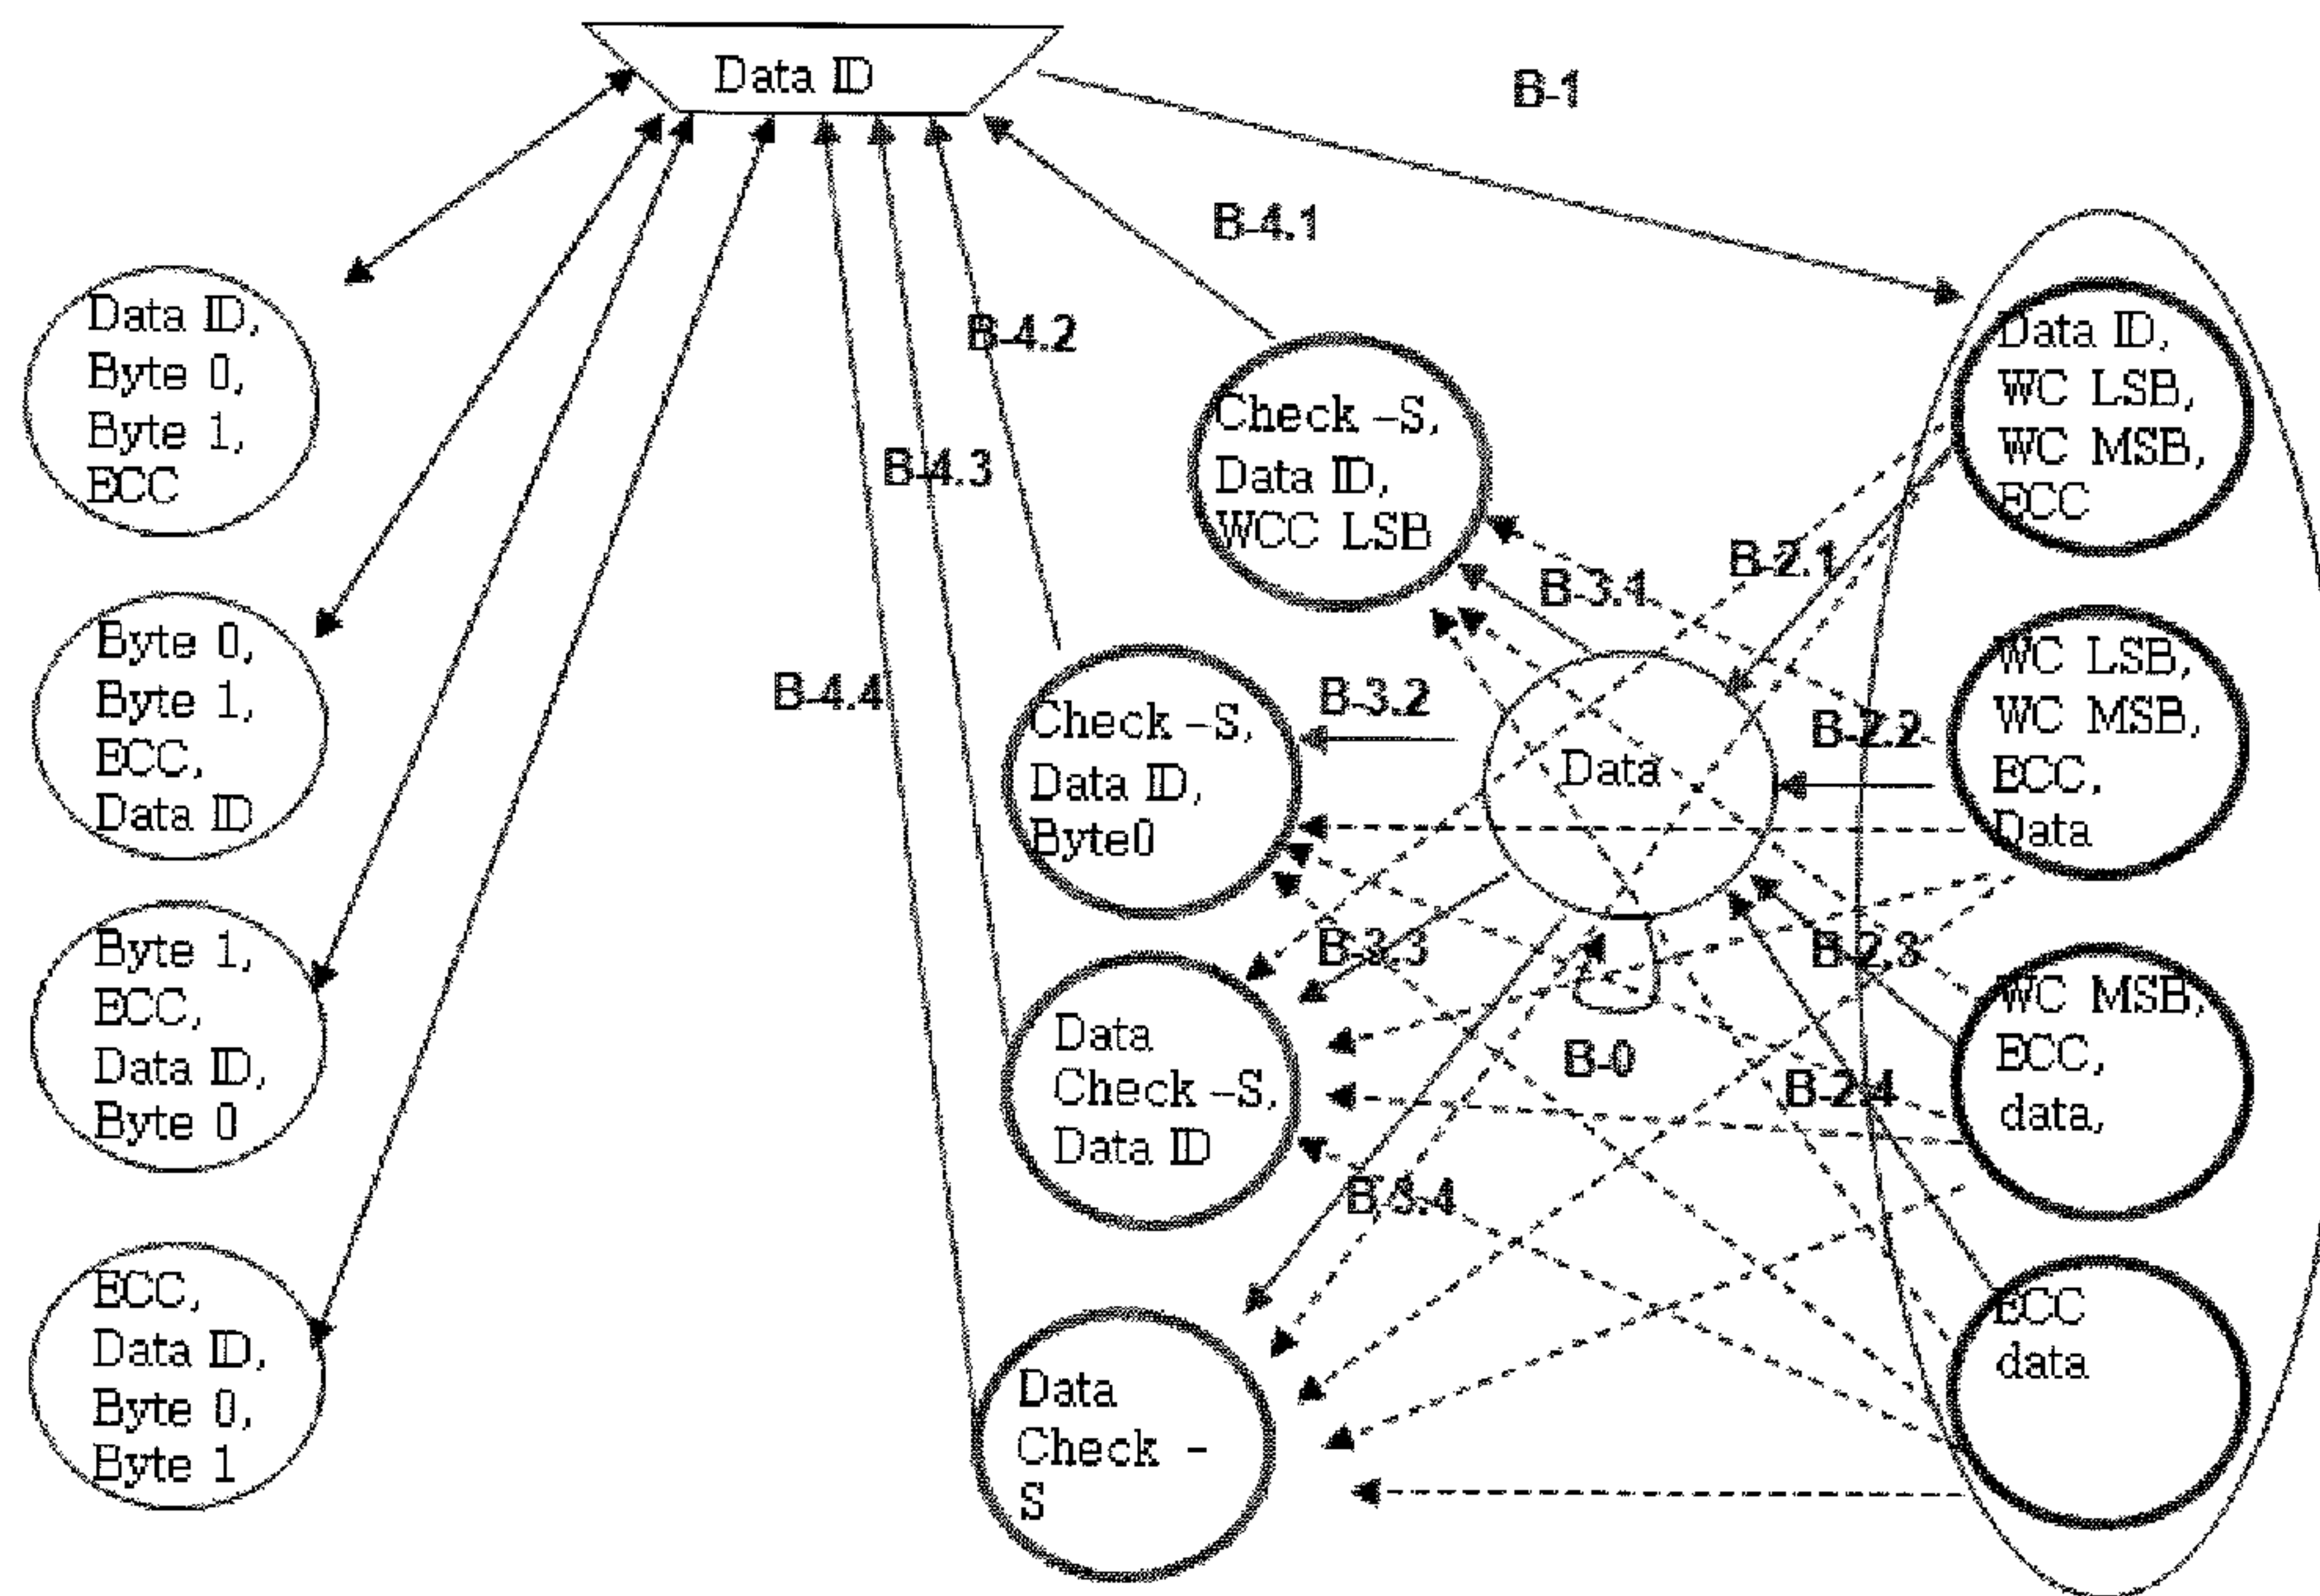 Data ID
B-1
B-4.1
B-4.2
B-4.3
B-4.4
Data ID,
Byte 0,
Byte 1,
ECC
Byte 0,
Byte 1,
ECC,
Data ID
Byte 1,
ECC,
Data ID,
Byte 0
ECC,
Data ID,
Byte 0,
Byte 1
Check –S,
Data ID,
WCC LSB
Check –S,
Data ID,
Byte0
Data
Check –S,
Data ID
Data
Check -
S
B-3.1
B-3.2
B-3.3
B-3.4
Data
B-0
B-2.1
B-2.2
B-2.3
B-2.4
Data ID,
WC LSB,
WC MSB,
ECC
WC LSB,
WC MSB,
ECC,
Data
WC MSB,
ECC,
data,
ECC
data